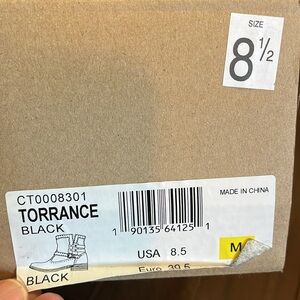 SIZE
8 1/2
CT0008301
TORRANCE
BLACK
MADE IN CHINA
1 90135 64125 1
USA 8.5
M
Euro 39.5
BLACK